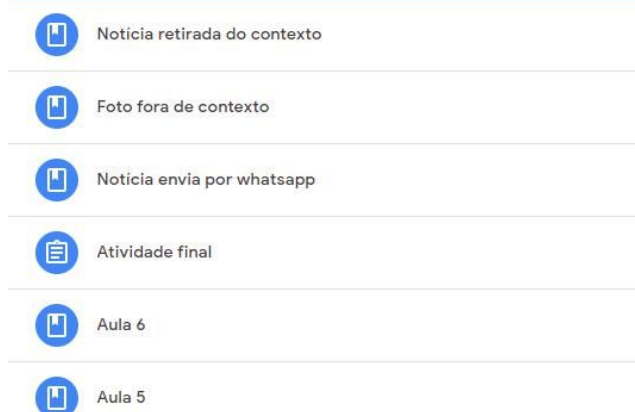 Notícia retirada do contexto
Foto fora de contexto
Notícia envia por whatsapp
Atividade final
Aula 6
Aula 5